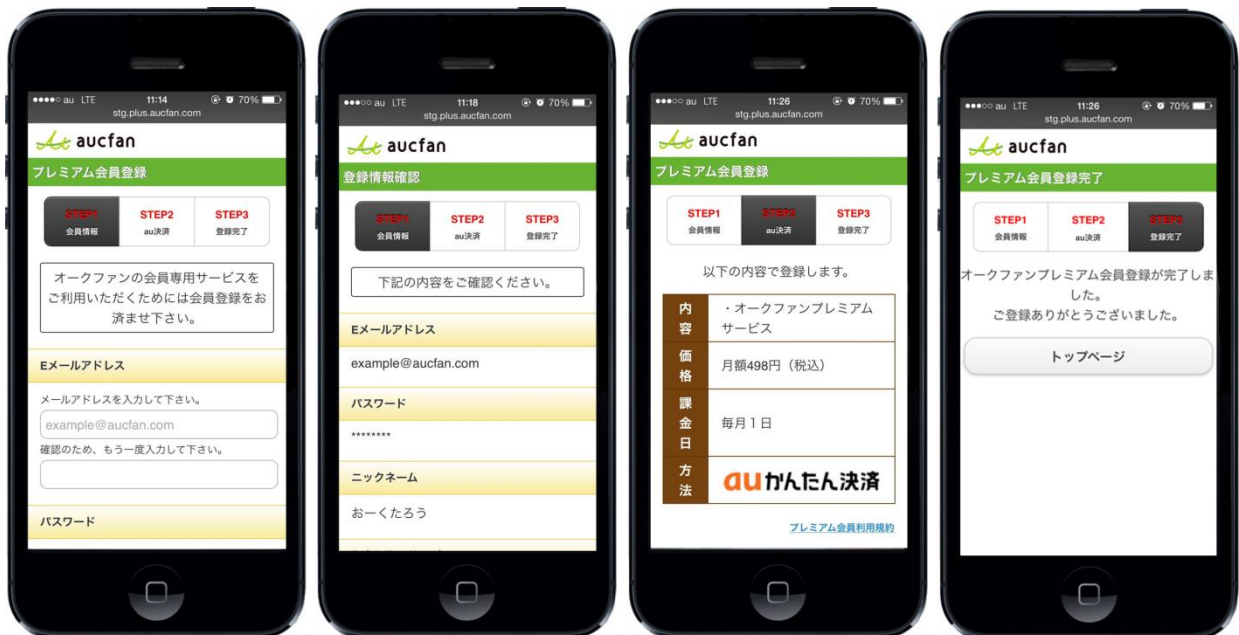 au LTE 11:14 70%
stg.plus.aucfan.com
aucfan
プレミアム会員登録
STEP1 STEP2 STEP3
会員情報 au決済 登録完了
オークファンの会員専用サービスを
ご利用いただくためには会員登録をお
済ませ下さい。
Eメールアドレス
メールアドレスを入力して下さい。
example@aucfan.com
確認のため、もう一度入力して下さい。
パスワード
au LTE 11:18 70%
stg.plus.aucfan.com
aucfan
登録情報確認
STEP1 STEP2 STEP3
会員情報 au決済 登録完了
下記の内容をご確認ください。
Eメールアドレス
example@aucfan.com
パスワード
********
ニックネーム
おーくたろう
au LTE 11:26 70%
stg.plus.aucfan.com
aucfan
プレミアム会員登録
STEP1 STEP2 STEP3
会員情報 au決済 登録完了
以下の内容で登録します。
内容 ・オークファンプレミアム
サービス
価格 月額498円（税込）
課金日 毎月１日
方法 auかんたん決済
プレミアム会員利用規約
au LTE 11:26 70%
stg.plus.aucfan.com
aucfan
プレミアム会員登録完了
STEP1 STEP2 STEP3
会員情報 au決済 登録完了
オークファンプレミアム会員登録が完了しま
した。
ご登録ありがとうございました。
トップページ